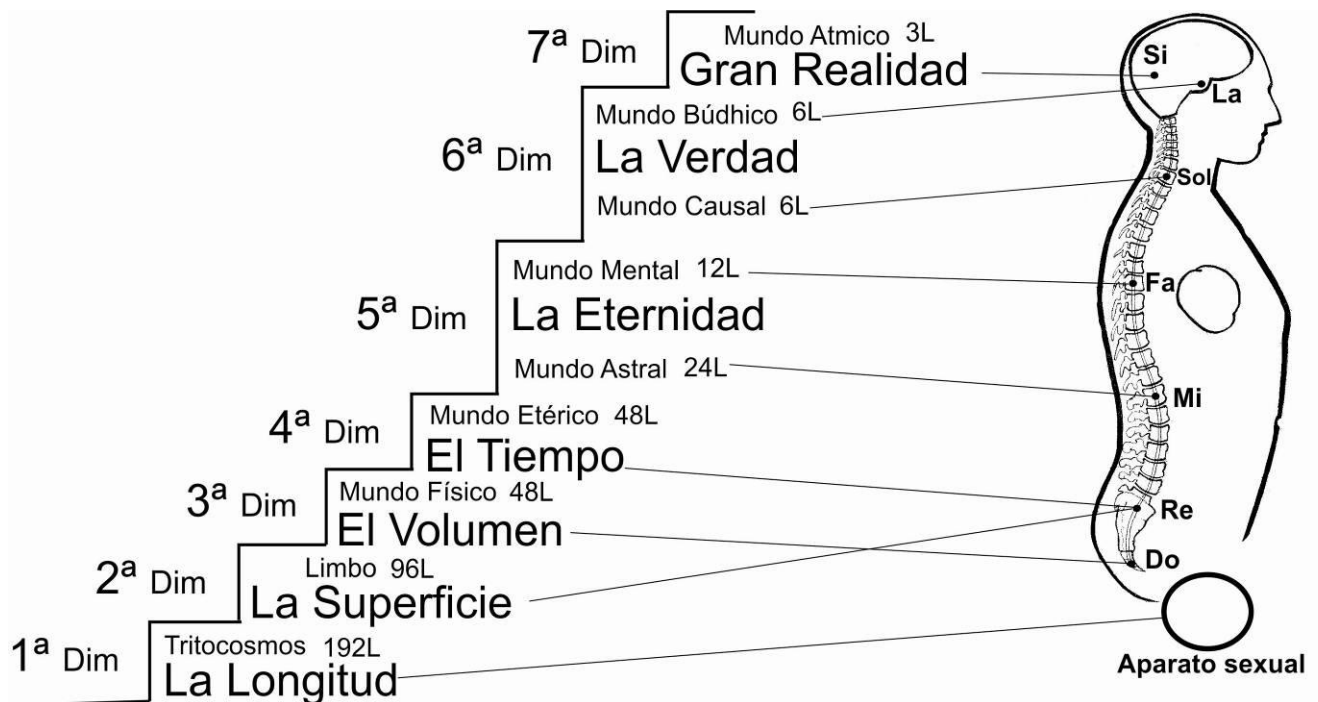 7ª Dim
Mundo Atmico 3L
Gran Realidad
6ª Dim
Mundo Búdhico 6L
La Verdad
Mundo Causal 6L
5ª Dim
Mundo Mental 12L
La Eternidad
Mundo Astral 24L
4ª Dim
Mundo Etérico 48L
El Tiempo
3ª Dim
Mundo Físico 48L
El Volumen
2ª Dim
Limbo 96L
La Superficie
1ª Dim
Tritocosmos 192L
La Longitud
Si
La
Sol
Fa
Mi
Re
Do
Aparato sexual